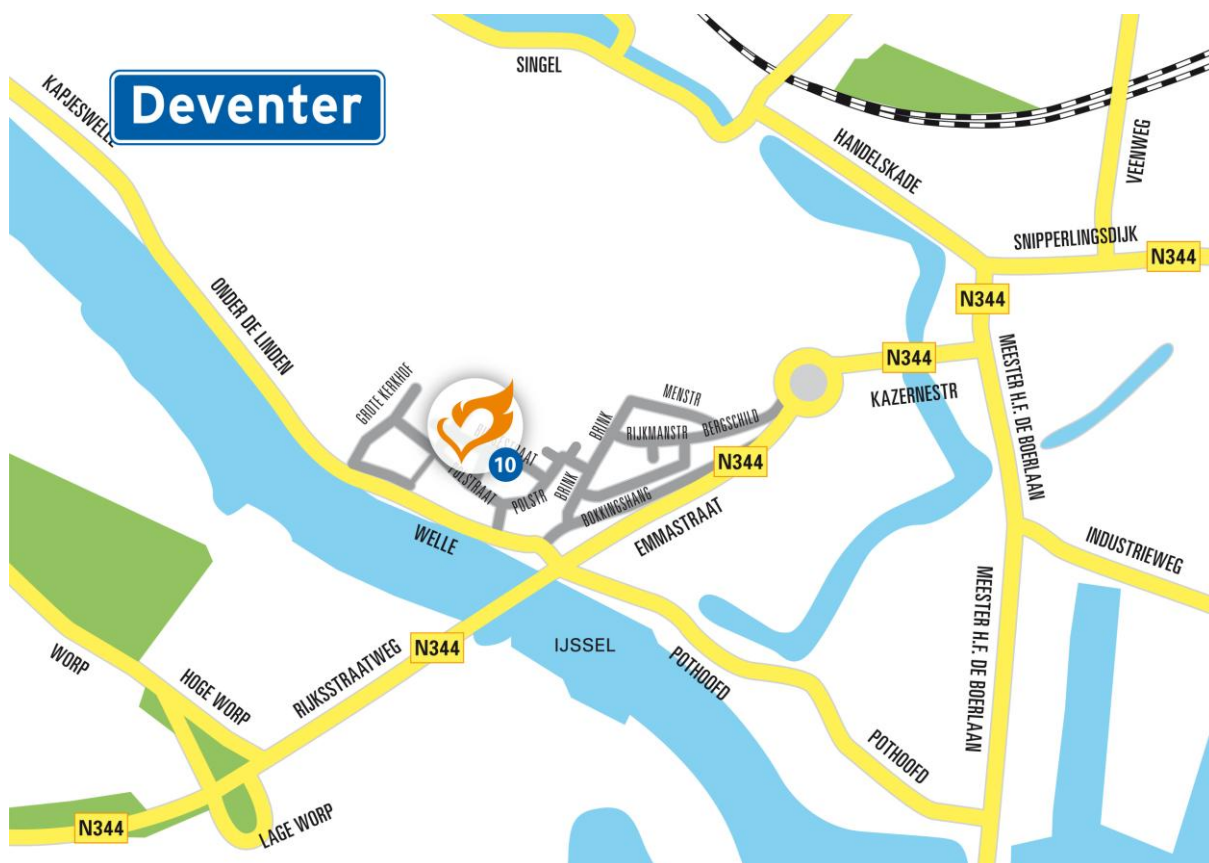 Deventer
SINGEL
KAPJESWELLE
HANDELSKADE
VEENWEG
SNIPPERLINGSDIJK
N344
N344
ONDER DE LINDEN
N344
MEESTER H.F. DE BOERLAAN
KAZERNESTR
GROTE KERKHOF
MENSTR
BRINK
RIJKMANSTR
BERGSCHILD
N344
10
POLSTR
BRINK
BOKKINGSHANG
EMMASTRAAT
WELLE
INDUSTRIEWEG
MEESTER H.F. DE BOERLAAN
IJSSEL
N344
RIJKSSTRAATWEG
WORP
HOGE WORP
POTHOOFD
POTHOOFD
N344
LAGE WORP